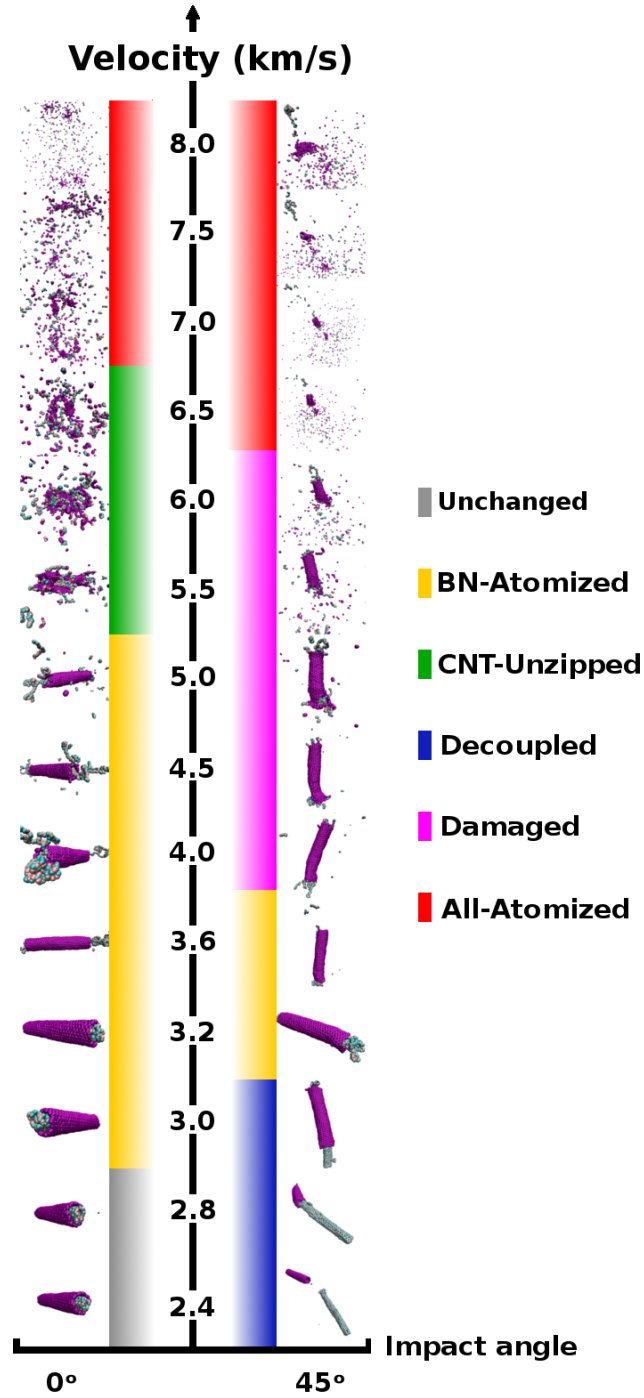 Velocity (km/s)
8.0
7.5
7.0
6.5
6.0
5.5
5.0
4.5
4.0
3.6
3.2
3.0
2.8
2.4
Unchanged
BN-Atomized
CNT-Unzipped
Decoupled
Damaged
All-Atomized
Impact angle
0º
45º